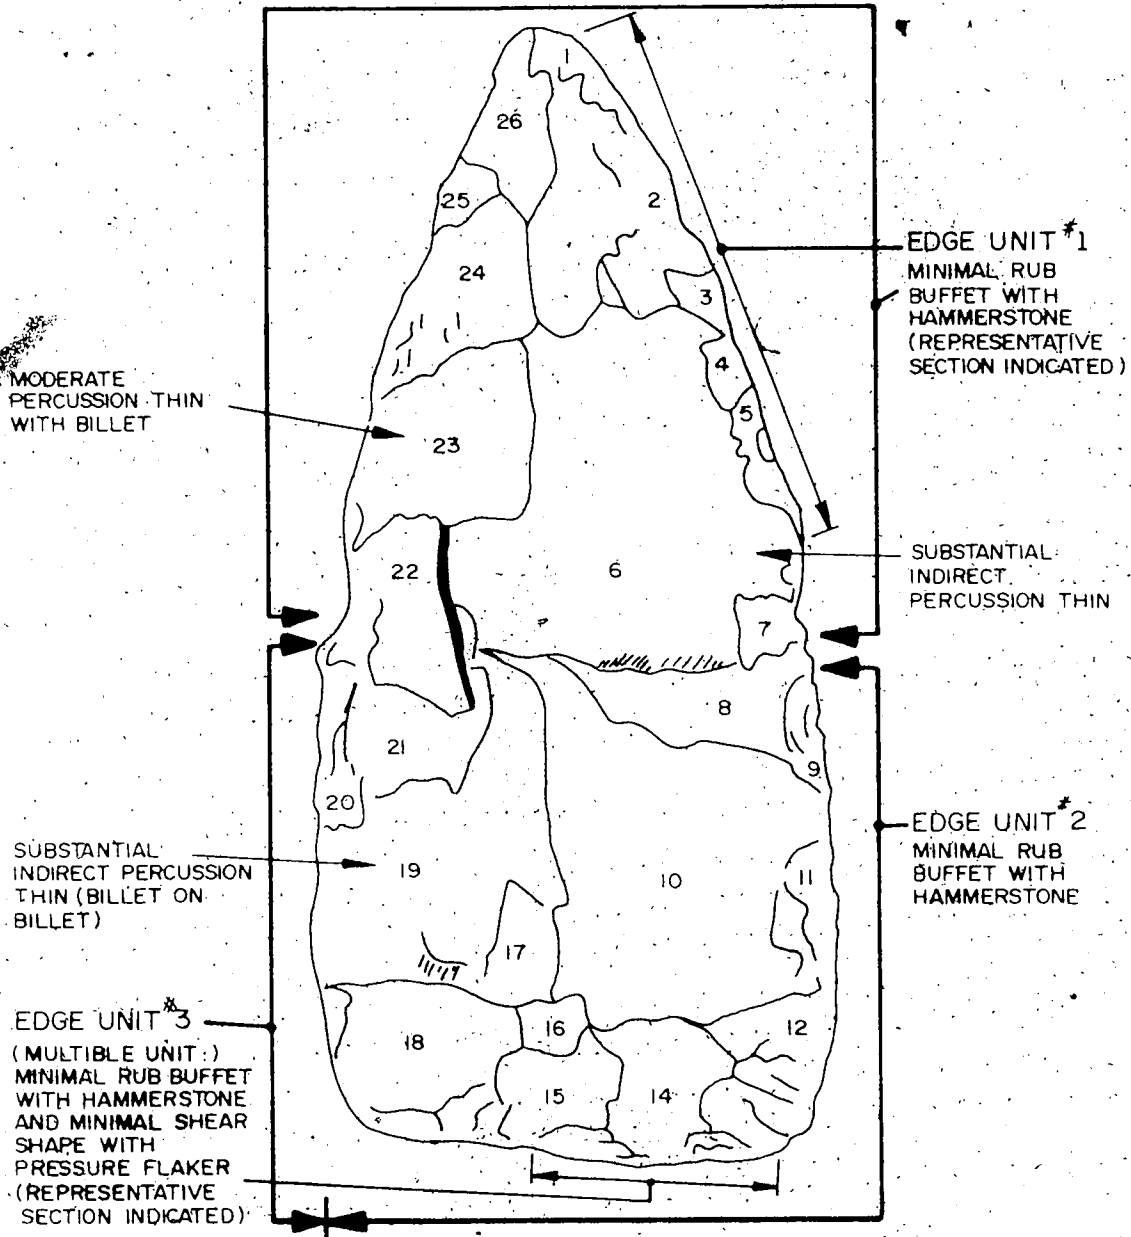 1
26
25
2
24
3
4
5
23
22
6
7
8
21
9
20
19
10
11
17
16
12
18
15
14
EDGE UNIT #1
MINIMAL RUB
BUFFET WITH
HAMMERSTONE
(REPRESENTATIVE
SECTION INDICATED)
MODERATE
PERCUSSION THIN
WITH BILLET
SUBSTANTIAL
INDIRECT
PERCUSSION THIN
EDGE UNIT #2
MINIMAL RUB
BUFFET WITH
HAMMERSTONE
SUBSTANTIAL
INDIRECT PERCUSSION
THIN (BILLET ON
BILLET)
EDGE UNIT #3
(MULTIBLE UNIT:)
MINIMAL RUB BUFFET
WITH HAMMERSTONE
AND MINIMAL SHEAR
SHAPE WITH
PRESSURE FLAKER
(REPRESENTATIVE
SECTION INDICATED)